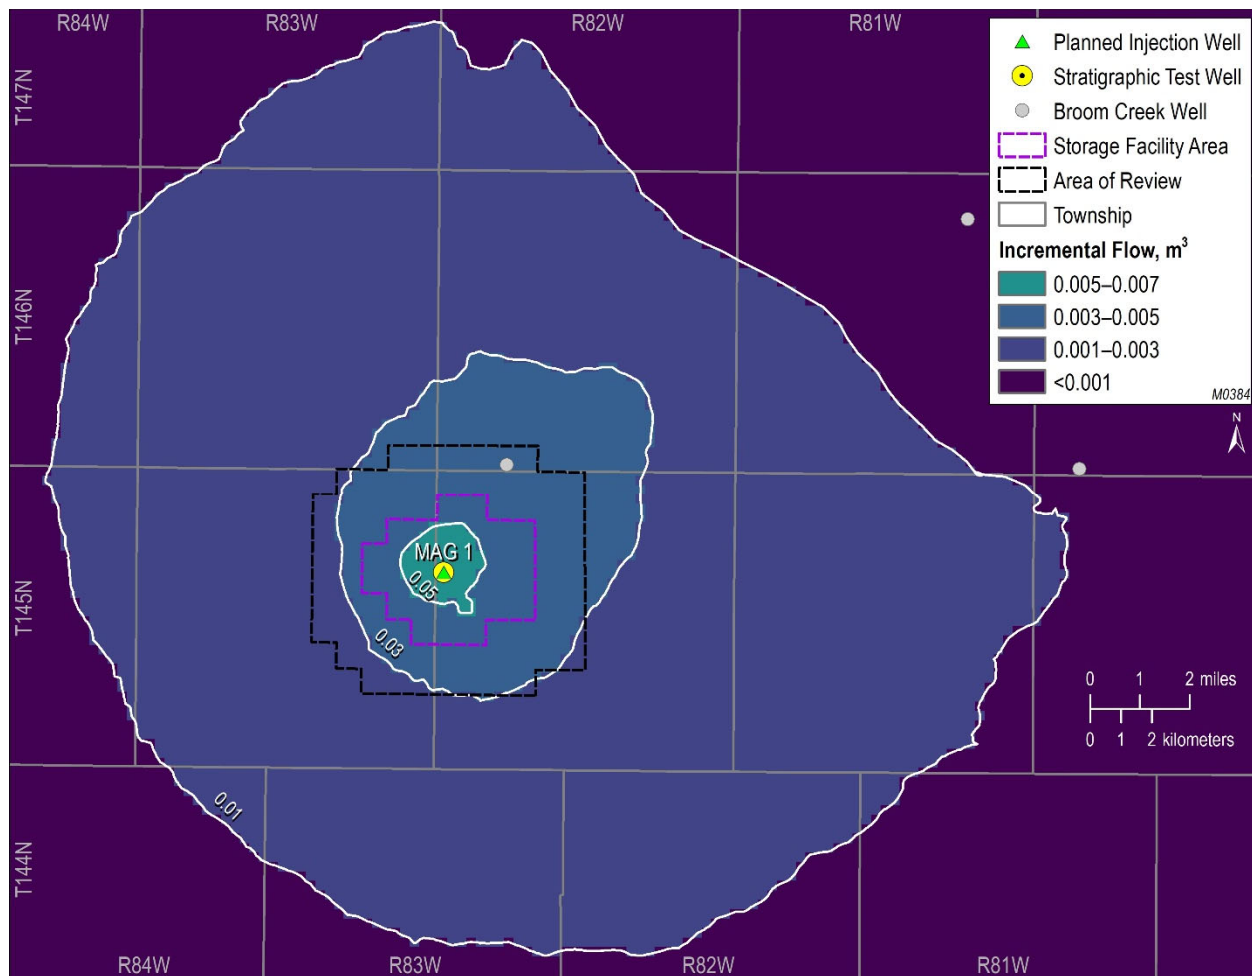 R84W
R83W
R82W
R81W
Planned Injection Well
Stratigraphic Test Well
Broom Creek Well
Storage Facility Area
Area of Review
Township
Incremental Flow, m³
0.005–0.007
0.003–0.005
0.001–0.003
<0.001
M0384
N
T147N
T146N
T145N
T144N
MAG 1
0.05
0.03
0.01
0 1 2 miles
0 1 2 kilometers
R84W
R83W
R82W
R81W